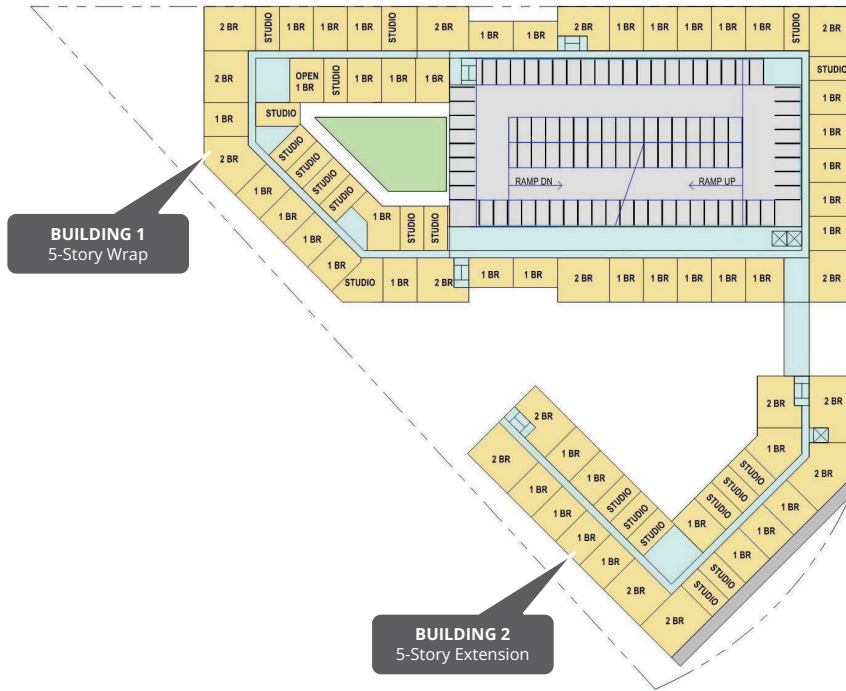 2 BR STUDIO 1 BR 1 BR 1 BR STUDIO 2 BR 1 BR 1 BR 2 BR 1 BR 1 BR 1 BR 1 BR STUDIO 2 BR
2 BR OPEN 1 BR STUDIO 1 BR 1 BR 1 BR STUDIO
1 BR STUDIO 1 BR
2 BR STUDIO 1 BR
1 BR STUDIO 1 BR
1 BR STUDIO RAMP DN RAMP UP 1 BR
1 BR STUDIO 1 BR STUDIO STUDIO 1 BR
1 BR
STUDIO 1 BR 2 BR 1 BR 1 BR 2 BR 1 BR 1 BR 1 BR 1 BR 1 BR 2 BR
BUILDING 1
5-Story Wrap
2 BR 2 BR 2 BR
2 BR 1 BR 1 BR 2 BR
1 BR 1 BR STUDIO 1 BR
1 BR STUDIO STUDIO 1 BR
1 BR STUDIO STUDIO 1 BR
1 BR STUDIO 1 BR STUDIO
2 BR STUDIO
2 BR
BUILDING 2
5-Story Extension